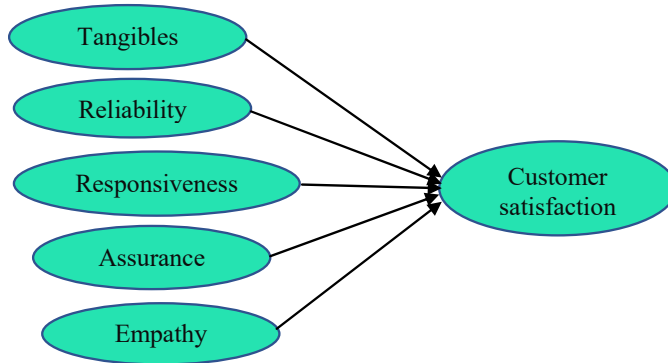 Tangibles
Reliability
Responsiveness
Assurance
Empathy
Customer
satisfaction